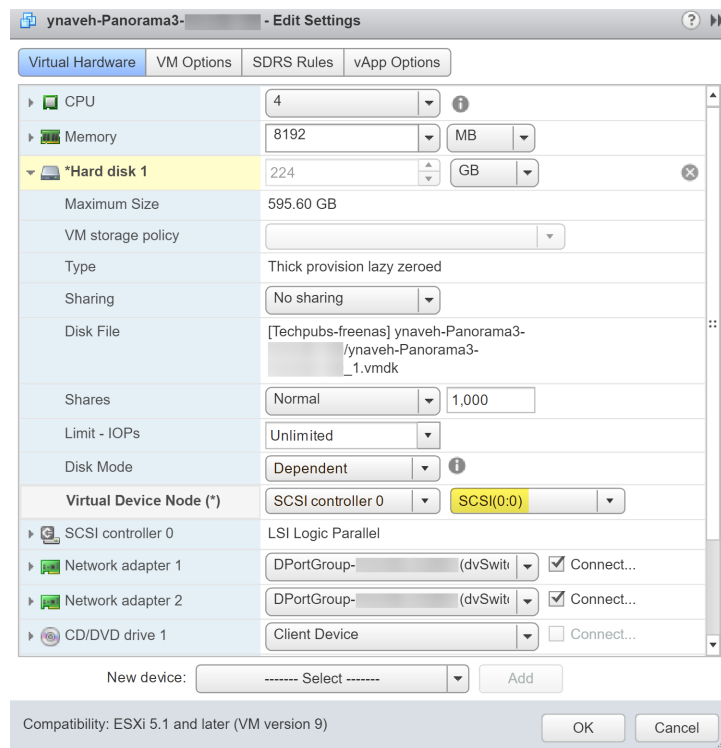 ynaveh-Panorama3- - Edit Settings ?
Virtual Hardware VM Options SDRS Rules vApp Options
CPU 4 i
Memory 8192 MB
*Hard disk 1 224 GB
Maximum Size 595.60 GB
VM storage policy
Type Thick provision lazy zeroed
Sharing No sharing
Disk File [Techpubs-freenas] ynaveh-Panorama3-
/ynaveh-Panorama3-
_1.vmdk
Shares Normal 1,000
Limit - IOPs Unlimited
Disk Mode Dependent i
Virtual Device Node (*) SCSI controller 0 SCSI(0:0)
SCSI controller 0 LSI Logic Parallel
Network adapter 1 DPortGroup- (dvSwit Connect...
Network adapter 2 DPortGroup- (dvSwit Connect...
CD/DVD drive 1 Client Device Connect...
New device: ------- Select ------- Add
Compatibility: ESXi 5.1 and later (VM version 9) OK Cancel